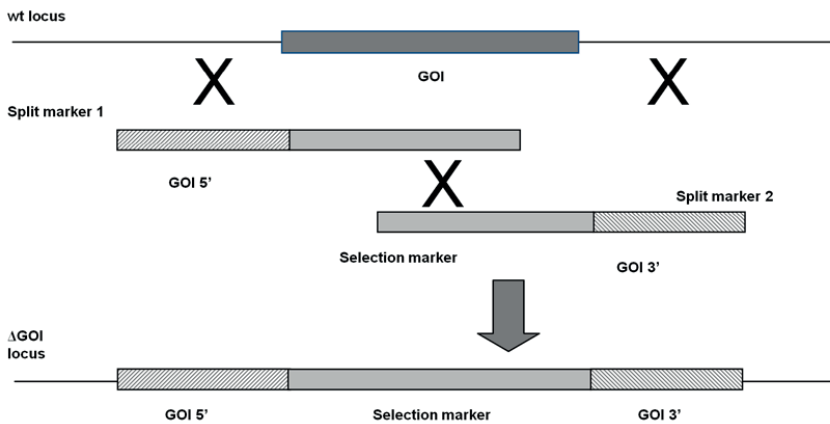 wt locus
GOI
X
X
Split marker 1
GOI 5’
X
Split marker 2
Selection marker
GOI 3’
ΔGOI
locus
GOI 5’
Selection marker
GOI 3’